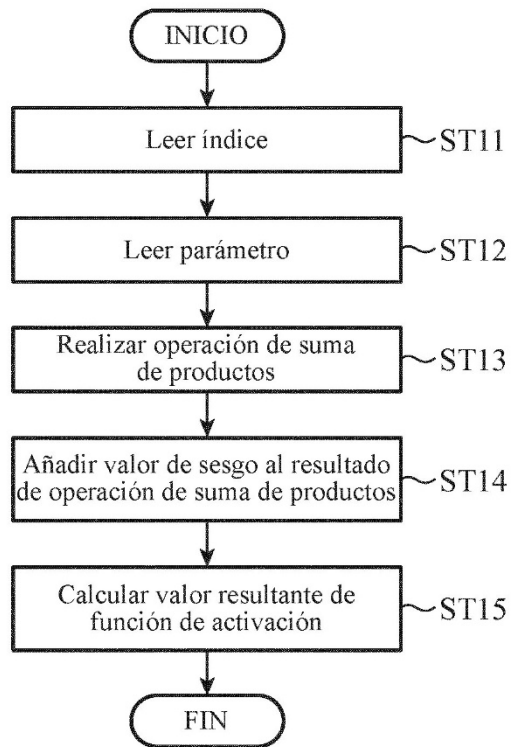 INICIO
Leer índice
ST11
Leer parámetro
ST12
Realizar operación de suma
de productos
ST13
Añadir valor de sesgo al resultado
de operación de suma de productos
ST14
Calcular valor resultante de
función de activación
ST15
FIN